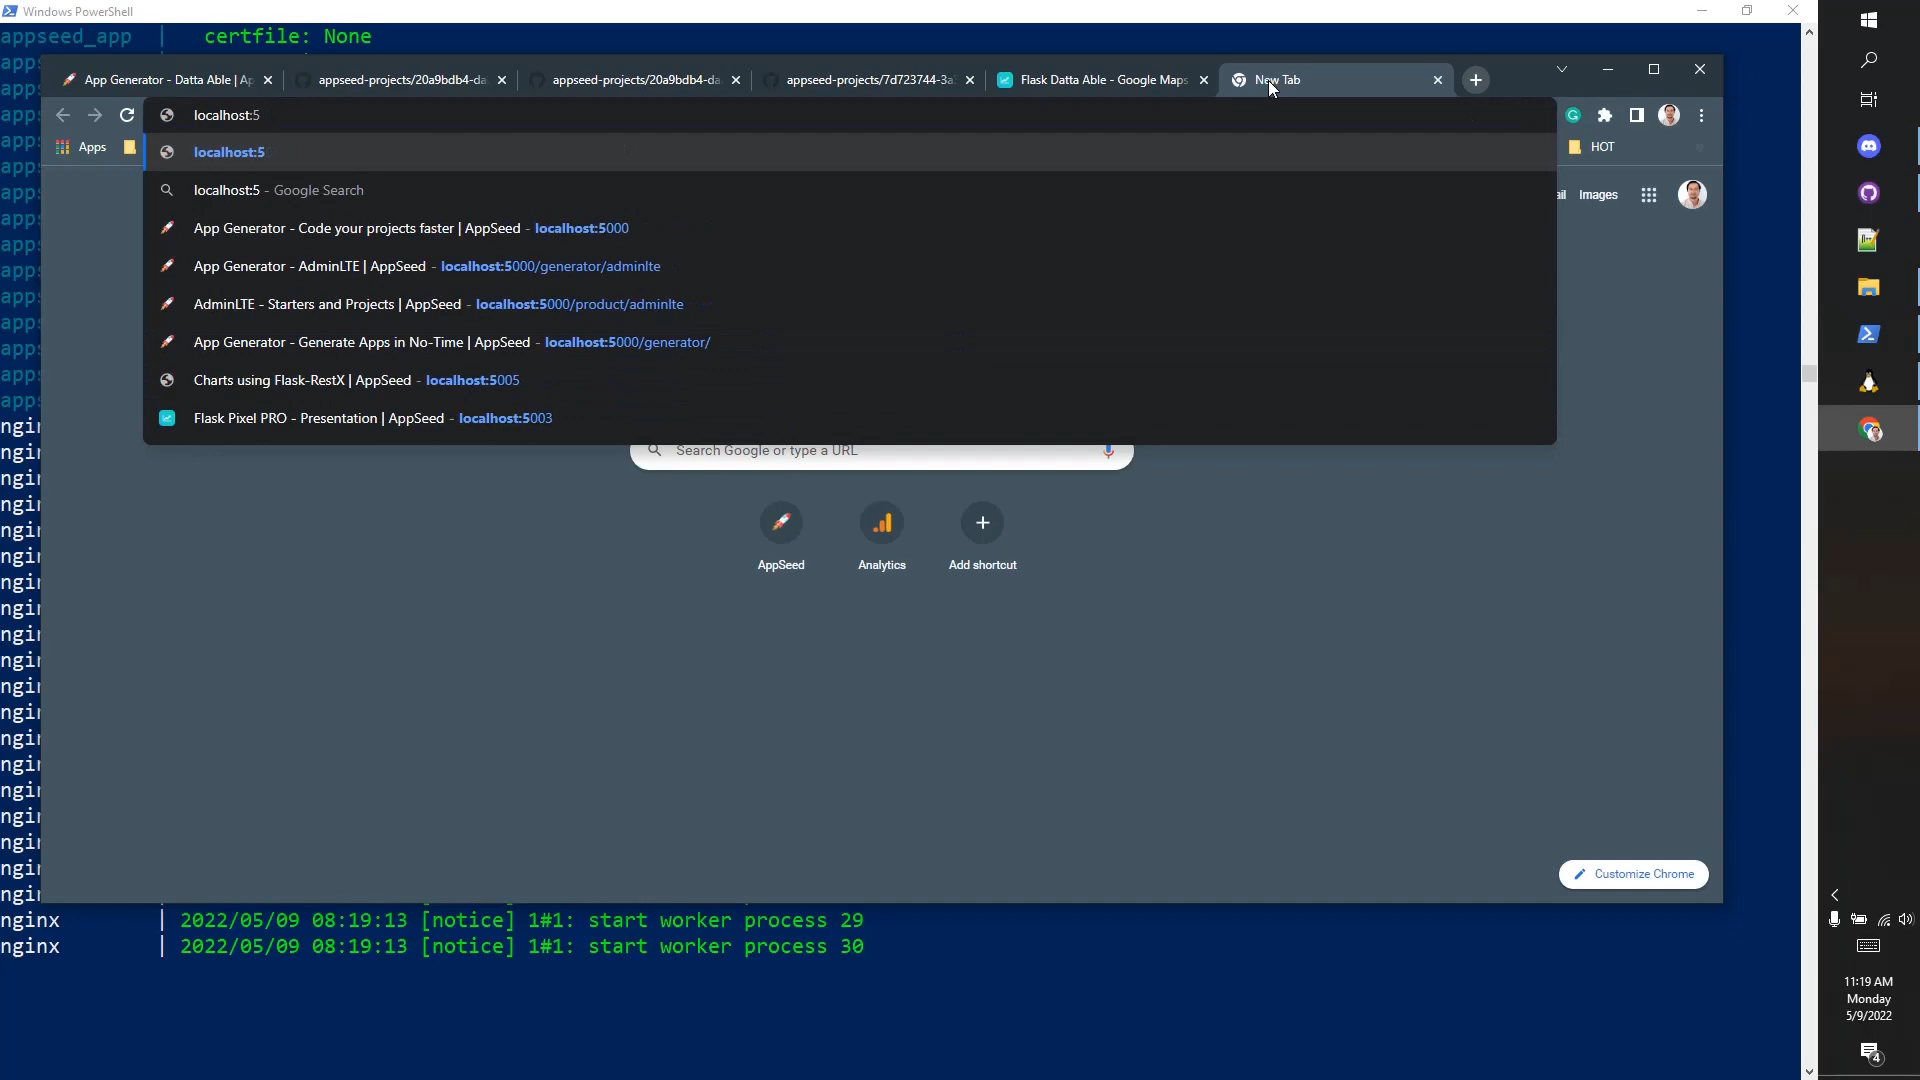 Windows PowerShell
appseed_app | certfile: None
App Generator - Datta Able | Ap
appseed-projects/20a9bdb4-da
appseed-projects/20a9bdb4-da
appseed-projects/7d723744-3a
Flask Datta Able - Google Maps
New Tab
localhost:5
Apps
HOT
localhost:5
localhost:5 - Google Search
ail Images
App Generator - Code your projects faster | AppSeed - localhost:5000
App Generator - AdminLTE | AppSeed - localhost:5000/generator/adminlte
AdminLTE - Starters and Projects | AppSeed - localhost:5000/product/adminlte
App Generator - Generate Apps in No-Time | AppSeed - localhost:5000/generator/
Charts using Flask-RestX | AppSeed - localhost:5005
Flask Pixel PRO - Presentation | AppSeed - localhost:5003
Search Google or type a URL
AppSeed
Analytics
Add shortcut
Customize Chrome
nginx | 2022/05/09 08:19:13 [notice] 1#1: start worker process 29
nginx | 2022/05/09 08:19:13 [notice] 1#1: start worker process 30
11:19 AM
Monday
5/9/2022
4